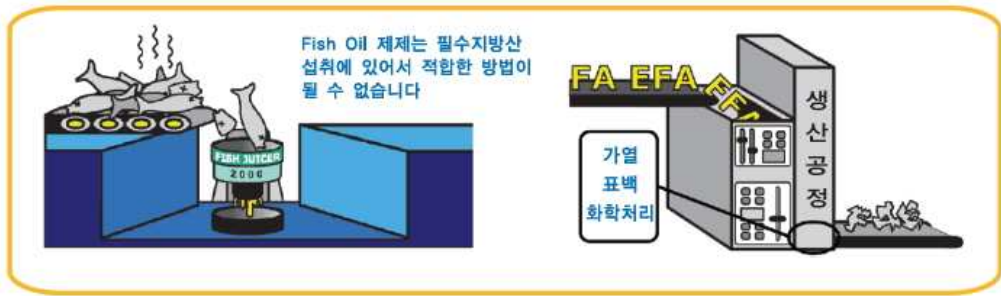 Fish Oil 제제는 필수지방산
섭취에 있어서 적합한 방법이
될 수 없습니다
FISH JUICER
2000
FA EFA EFA
생산공정
가열
표백
화학처리